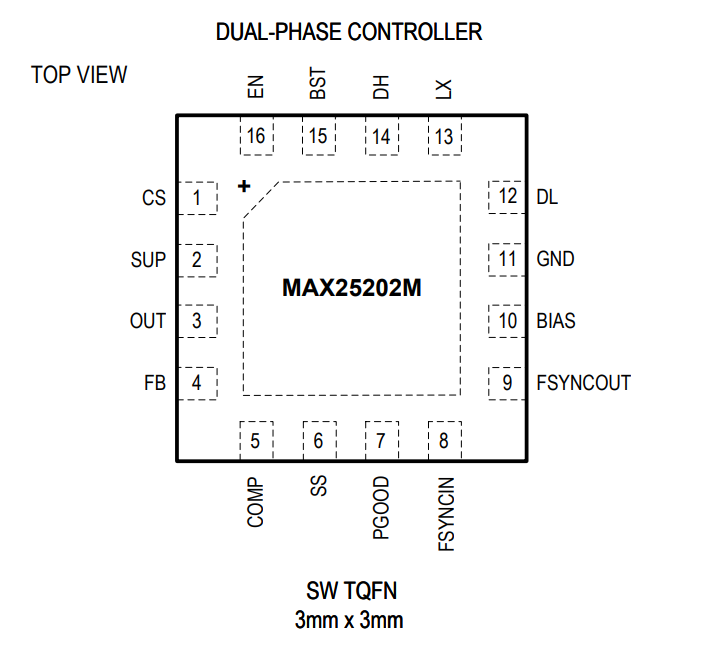 DUAL-PHASE CONTROLLER
TOP VIEW
EN
BST
DH
LX
16
15
14
13
CS 1
12 DL
+
SUP 2
11 GND
MAX25202M
OUT 3
10 BIAS
FB 4
9 FSYNCOUT
5
6
7
8
COMP
SS
PGOOD
FSYNCIN
SW TQFN
3mm x 3mm